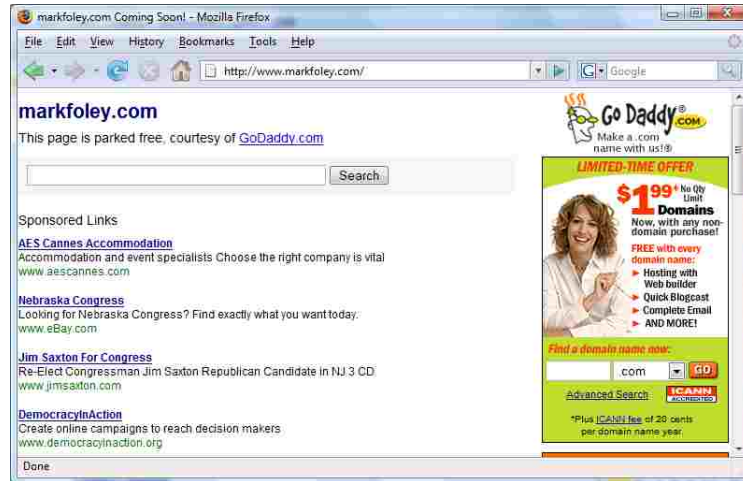 markfoley.com Coming Soon! - Mozilla Firefox
File Edit View History Bookmarks Tools Help
http://www.markfoley.com/
G Google
markfoley.com
This page is parked free, courtesy of GoDaddy.com
Search
Sponsored Links
AES Cannes Accommodation
Accommodation and event specialists Choose the right company is vital
www.aescannes.com
Nebraska Congress
Looking for Nebraska Congress? Find exactly what you want today.
www.eBay.com
Jim Saxton For Congress
Re-Elect Congressman Jim Saxton Republican Candidate in NJ 3 CD
www.jimsaxton.com
DemocracyInAction
Create online campaigns to reach decision makers
www.democracyinaction.org
Go Daddy® .COM
Make a .com
name with us!®
LIMITED-TIME OFFER
$1.99* No Qty
Limit
Domains
Now, with any non-
domain purchase!
FREE with every
domain name:
Hosting with
Web builder
Quick Blogcast
Complete Email
AND MORE!
Find a domain name now:
.com GO
Advanced Search ICANN
ACCREDITED
*Plus ICANN fee of 20 cents
per domain name year.
Done